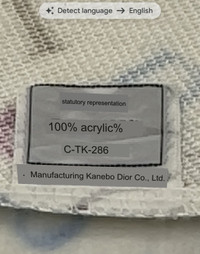 Detect language → English
statutory representation
100% acrylic%
C-TK-286
. Manufacturing Kanebo Dior Co., Ltd.